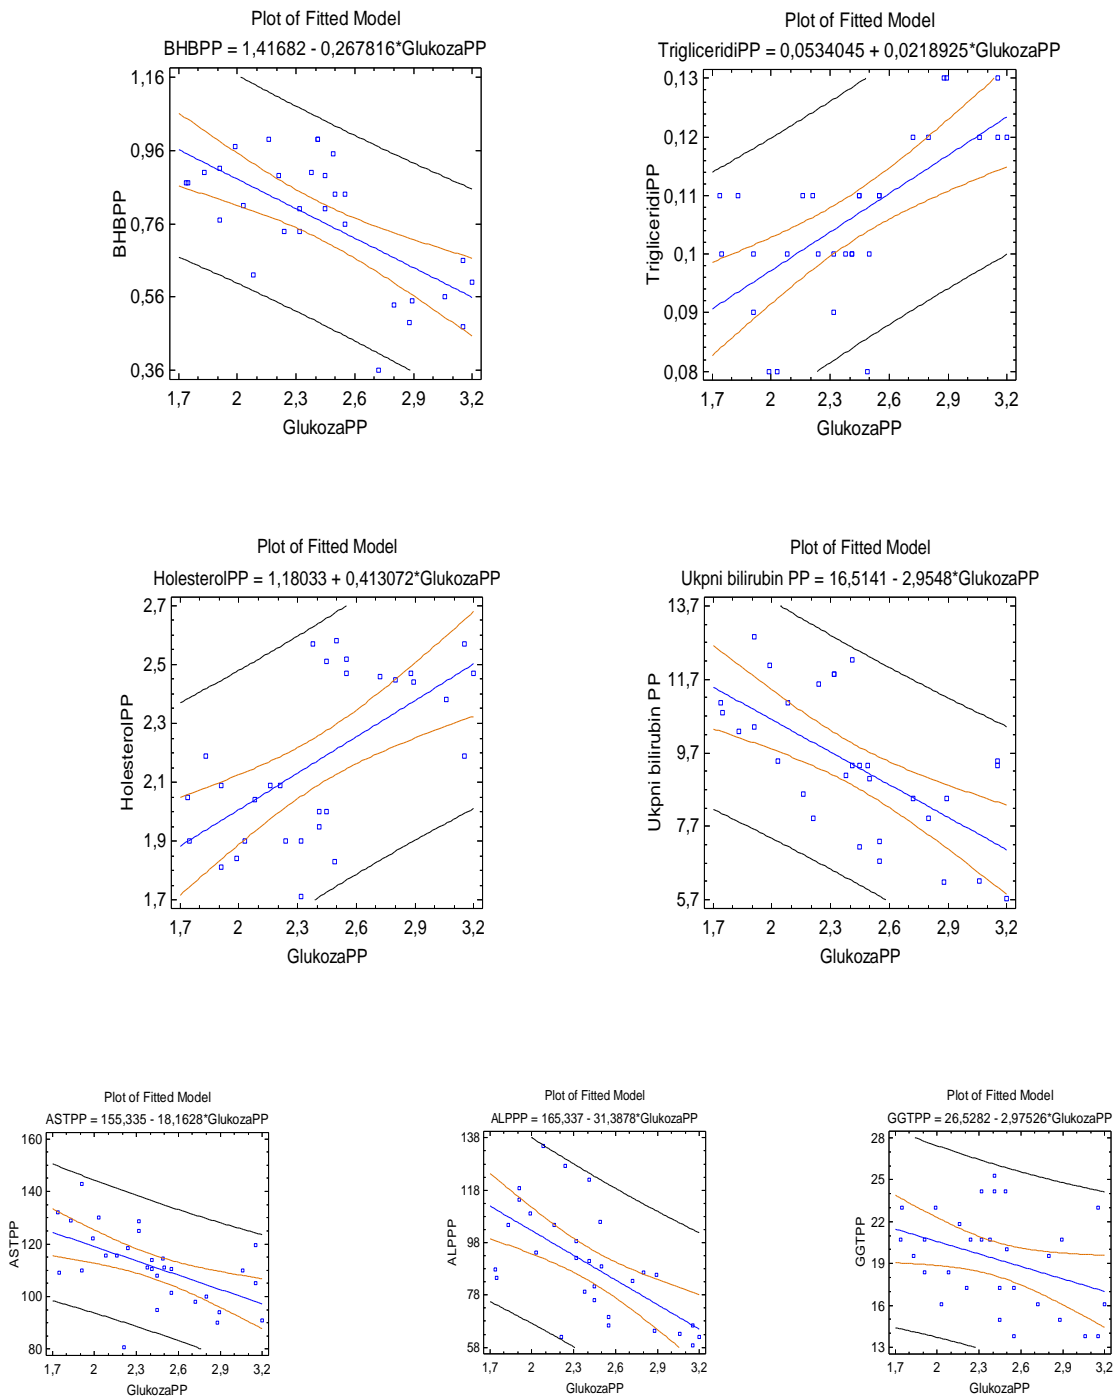 Plot of Fitted Model
BHBPP = 1,41682 - 0,267816*GlukozaPP
1,16
0,96
0,76
0,56
0,36
BHBPP
1,7 2 2,3 2,6 2,9 3,2
GlukozaPP
Plot of Fitted Model
TrigliceridiPP = 0,0534045 + 0,0218925*GlukozaPP
0,13
0,12
0,11
0,1
0,09
0,08
TrigliceridiPP
1,7 2 2,3 2,6 2,9 3,2
GlukozaPP
Plot of Fitted Model
HolesterolPP = 1,18033 + 0,413072*GlukozaPP
2,7
2,5
2,3
2,1
1,9
1,7
HolesterolPP
1,7 2 2,3 2,6 2,9 3,2
GlukozaPP
Plot of Fitted Model
Ukpni bilirubin PP = 16,5141 - 2,9548*GlukozaPP
13,7
11,7
9,7
7,7
5,7
Ukpni bilirubin PP
1,7 2 2,3 2,6 2,9 3,2
GlukozaPP
Plot of Fitted Model
ASTPP = 155,335 - 18,1628*GlukozaPP
160
140
120
100
80
ASTPP
1,7 2 2,3 2,6 2,9 3,2
GlukozaPP
Plot of Fitted Model
ALPPP = 165,337 - 31,3878*GlukozaPP
138
118
98
78
58
ALPPP
1,7 2 2,3 2,6 2,9 3,2
GlukozaPP
Plot of Fitted Model
GGTPP = 26,5282 - 2,97526*GlukozaPP
28
25
22
19
16
13
GGTPP
1,7 2 2,3 2,6 2,9 3,2
GlukozaPP